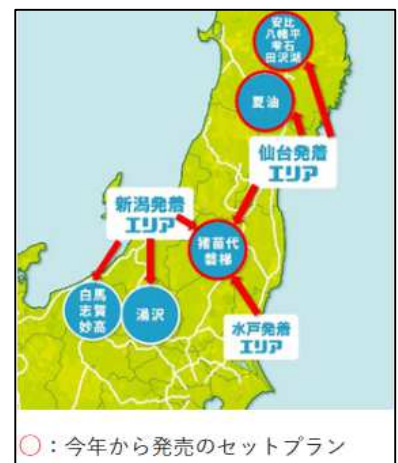 安比
八幡平
雫石
田沢湖
夏油
仙台発着
エリア
新潟発着
エリア
猪苗代
磐梯
白馬
志賀
妙高
湯沢
水戸発着
エリア
○：今年から発売のセットプラン